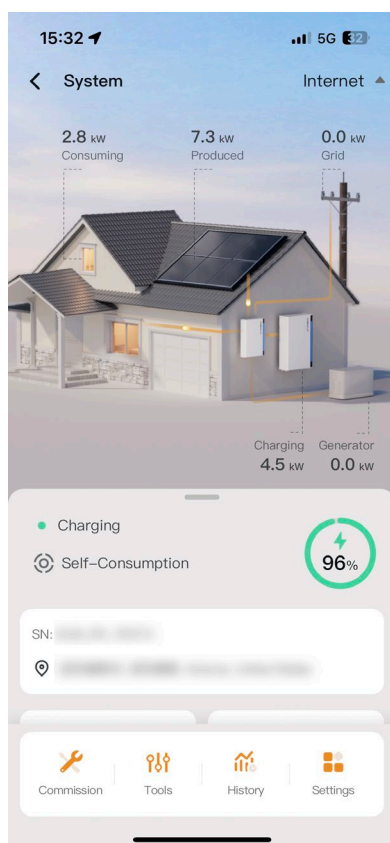 15:32
5G 32
System
Internet
2.8 kW
Consuming
7.3 kW
Produced
0.0 kW
Grid
Charging
4.5 kW
Generator
0.0 kW
Charging
Self-Consumption
96%
SN:
Commission
Tools
History
Settings